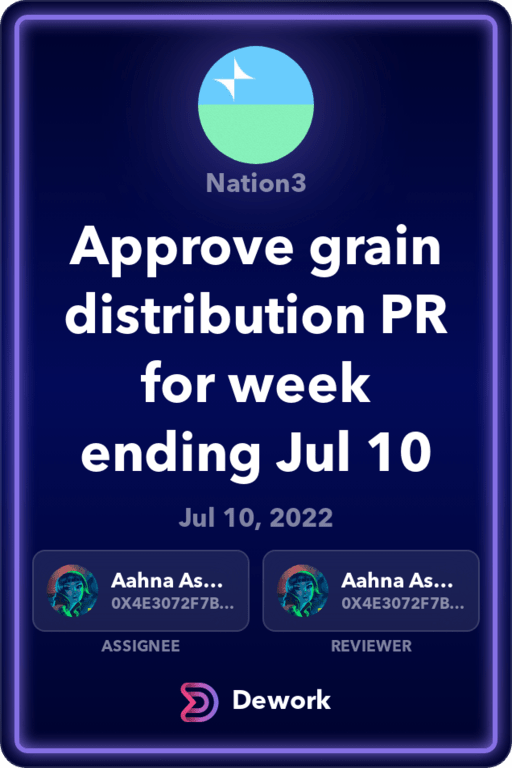 Nation3
Approve grain
distribution PR
for week
ending Jul 10
Jul 10, 2022
Aahna As...
0X4E3072F7B...
ASSIGNEE
Aahna As...
0X4E3072F7B...
REVIEWER
Dework